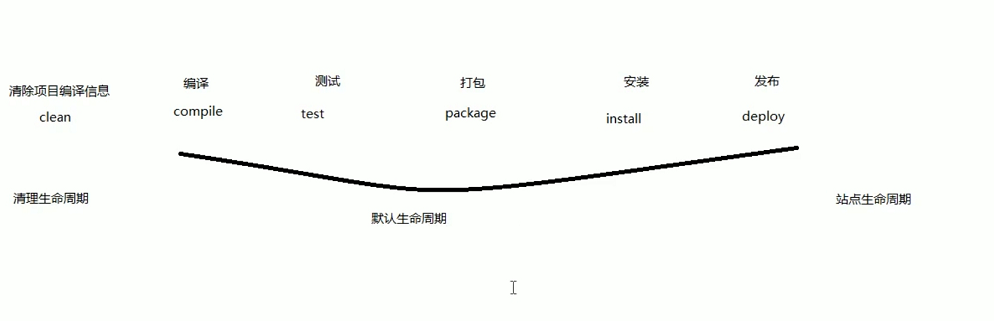 清除项目编译信息
clean
编译
compile
测试
test
打包
package
安装
install
发布
deploy
清理生命周期
默认生命周期
站点生命周期